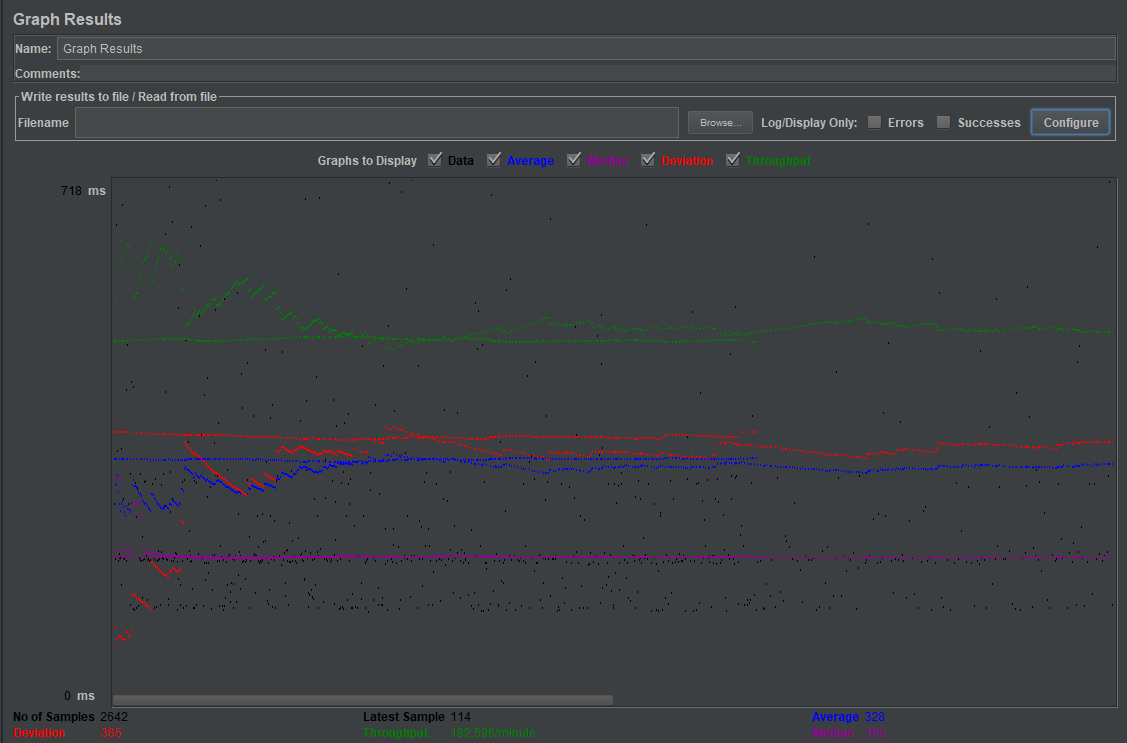 Graph Results
Name: Graph Results
Comments:
Write results to file / Read from file
Filename Browse... Log/Display Only: Errors Successes Configure
Graphs to Display Data Average Median Deviation Throughput
718 ms
0 ms
No of Samples 2642 Latest Sample 114 Average 328
Deviation 365 Throughput 182.595/minute Median